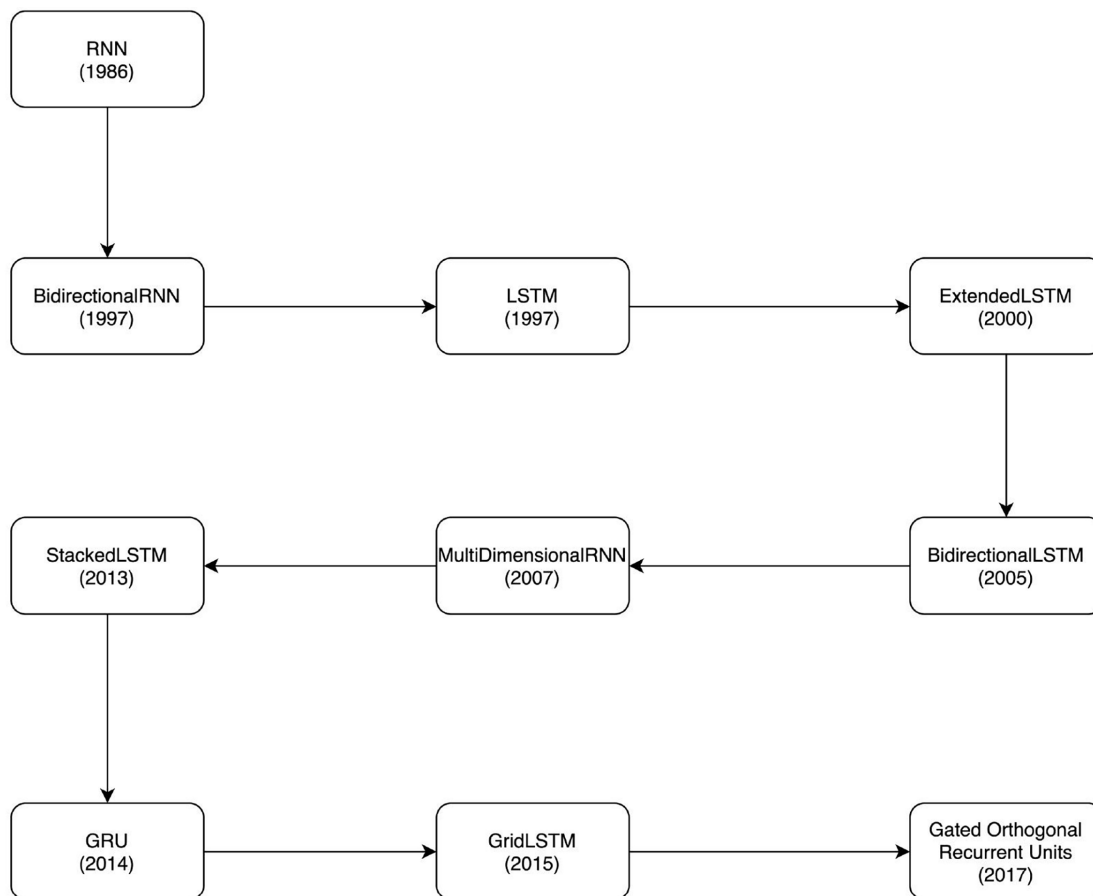 RNN
(1986)
BidirectionalRNN
(1997)
LSTM
(1997)
ExtendedLSTM
(2000)
StackedLSTM
(2013)
MultiDimensionalRNN
(2007)
BidirectionalLSTM
(2005)
GRU
(2014)
GridLSTM
(2015)
Gated Orthogonal
Recurrent Units
(2017)